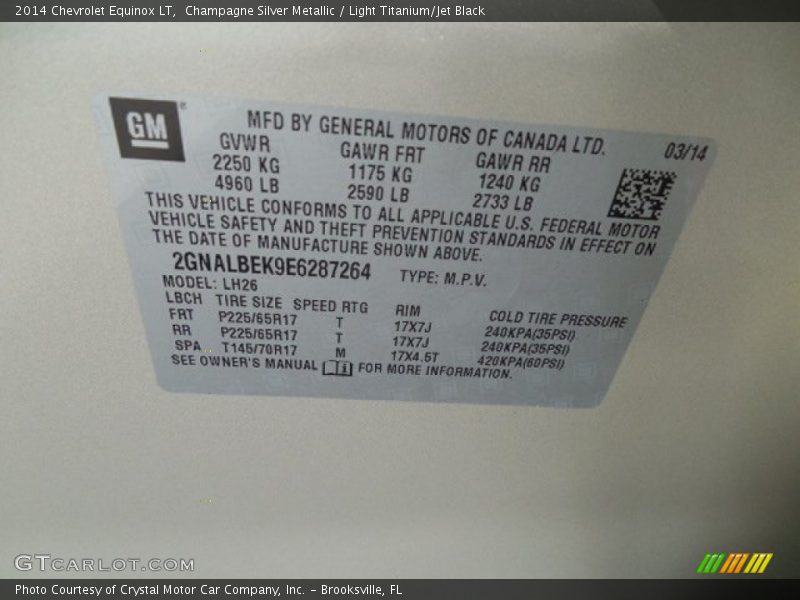 2014 Chevrolet Equinox LT, Champagne Silver Metallic / Light Titanium/Jet Black
GM®
MFD BY GENERAL MOTORS OF CANADA LTD.
03/14
GVWR GAWR FRT GAWR RR
2250 KG 1175 KG 1240 KG
4960 LB 2590 LB 2733 LB
THIS VEHICLE CONFORMS TO ALL APPLICABLE U.S. FEDERAL MOTOR
VEHICLE SAFETY AND THEFT PREVENTION STANDARDS IN EFFECT ON
THE DATE OF MANUFACTURE SHOWN ABOVE.
2GNALBEK9E6287264 TYPE: M.P.V.
MODEL: LH26
LBCH TIRE SIZE SPEED RTG RIM COLD TIRE PRESSURE
FRT P225/65R17 T 17X7J 240KPA(35PSI)
RR P225/65R17 T 17X7J 240KPA(35PSI)
SPA T145/70R17 M 17X4.5T 420KPA(60PSI)
SEE OWNER'S MANUAL FOR MORE INFORMATION.
GTCARLOT.COM
Photo Courtesy of Crystal Motor Car Company, Inc. – Brooksville, FL